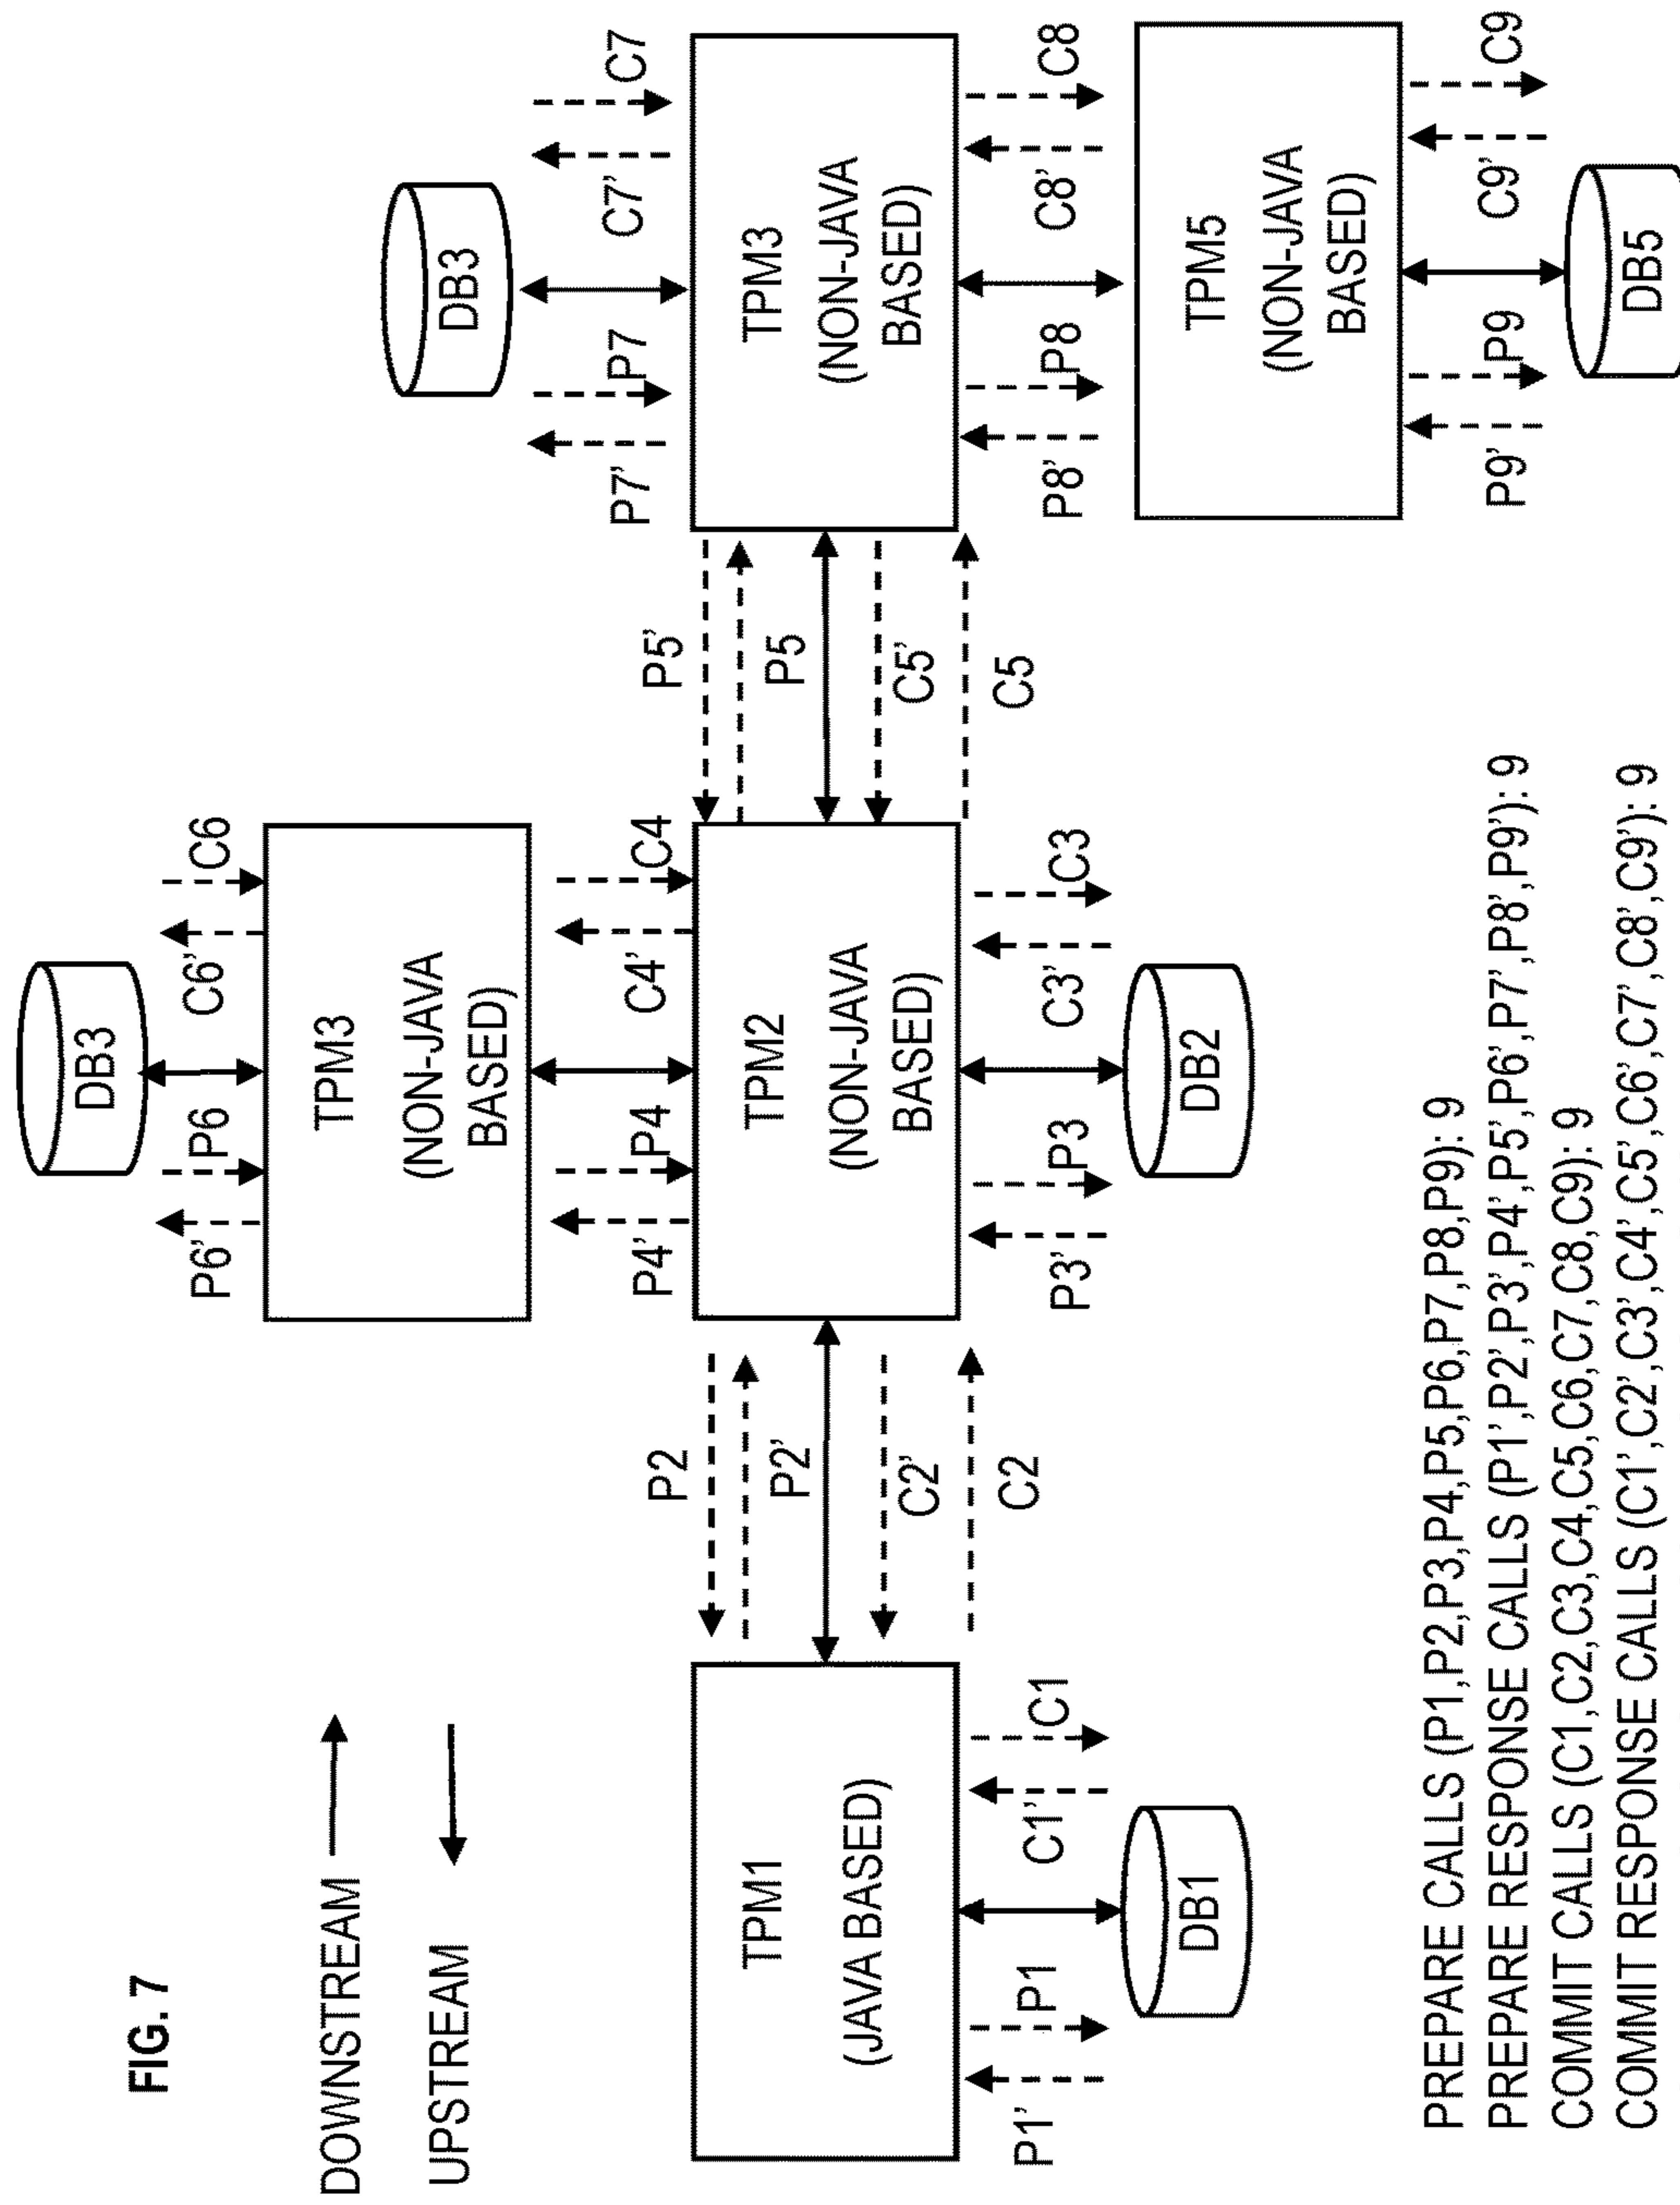 FIG. 7
DOWNSTREAM
UPSTREAM
DB3
P6'
P6
C6'
C6
TPM3
(NON-JAVA
BASED)
P4'
P4
C4'
C4
DB3
P7'
P7
C7'
C7
TPM1
(JAVA BASED)
P2
P2'
C2'
C2
TPM2
(NON-JAVA
BASED)
P5'
P5
C5'
C5
TPM3
(NON-JAVA
BASED)
P1'
P1
C1'
C1
DB1
P3'
P3
C3'
C3
DB2
P8'
P8
C8'
C8
TPM5
(NON-JAVA
BASED)
P9'
P9
C9'
C9
DB5
PREPARE CALLS (P1,P2,P3,P4,P5,P6,P7,P8,P9): 9
PREPARE RESPONSE CALLS (P1',P2',P3',P4',P5',P6',P7',P8',P9'): 9
COMMIT CALLS (C1,C2,C3,C4,C5,C6,C7,C8,C9): 9
COMMIT RESPONSE CALLS (C1',C2',C3',C4',C5',C6',C7',C8',C9'): 9